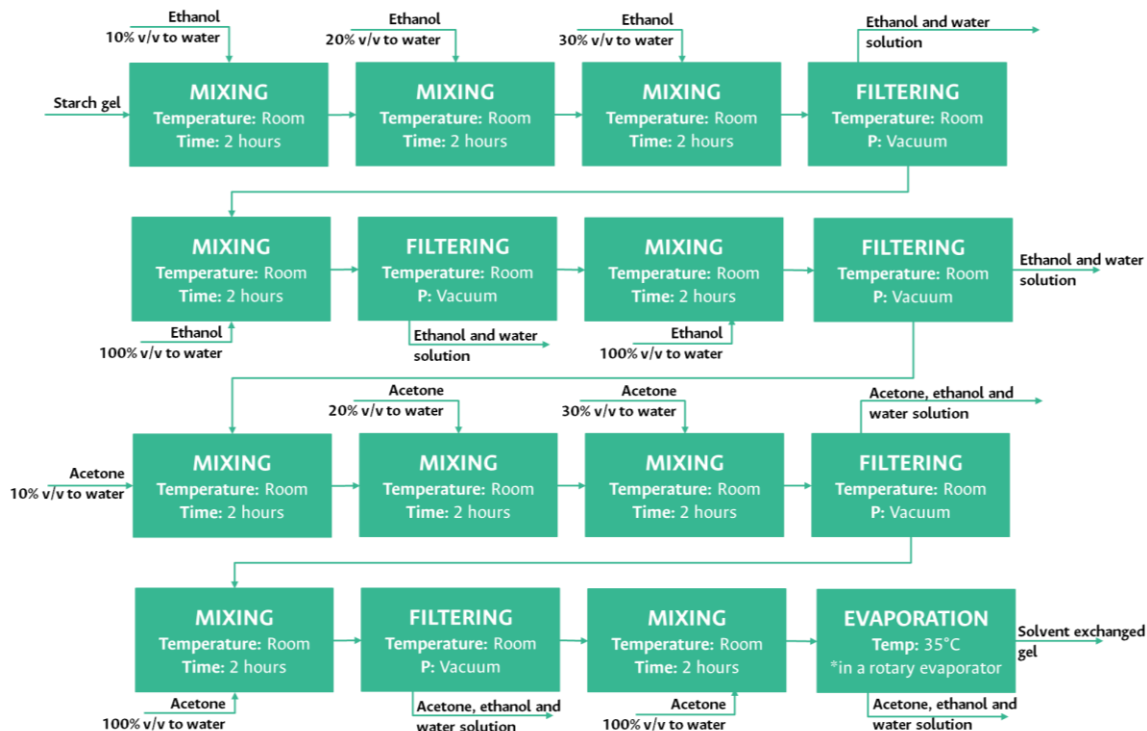 Ethanol
10% v/v to water
Ethanol
20% v/v to water
Ethanol
30% v/v to water
Ethanol and water
solution
Starch gel
MIXING
Temperature: Room
Time: 2 hours
MIXING
Temperature: Room
Time: 2 hours
MIXING
Temperature: Room
Time: 2 hours
FILTERING
Temperature: Room
P: Vacuum
MIXING
Temperature: Room
Time: 2 hours
FILTERING
Temperature: Room
P: Vacuum
MIXING
Temperature: Room
Time: 2 hours
FILTERING
Temperature: Room
P: Vacuum
Ethanol and water
solution
Ethanol
100% v/v to water
Ethanol and water
solution
Ethanol
100% v/v to water
Acetone
20% v/v to water
Acetone
30% v/v to water
Acetone, ethanol and
water solution
Acetone
10% v/v to water
MIXING
Temperature: Room
Time: 2 hours
MIXING
Temperature: Room
Time: 2 hours
MIXING
Temperature: Room
Time: 2 hours
FILTERING
Temperature: Room
P: Vacuum
MIXING
Temperature: Room
Time: 2 hours
FILTERING
Temperature: Room
P: Vacuum
MIXING
Temperature: Room
Time: 2 hours
EVAPORATION
Temp: 35°C
*in a rotary evaporator
Solvent exchanged
gel
Acetone
100% v/v to water
Acetone, ethanol and
water solution
Acetone
100% v/v to water
Acetone, ethanol and
water solution